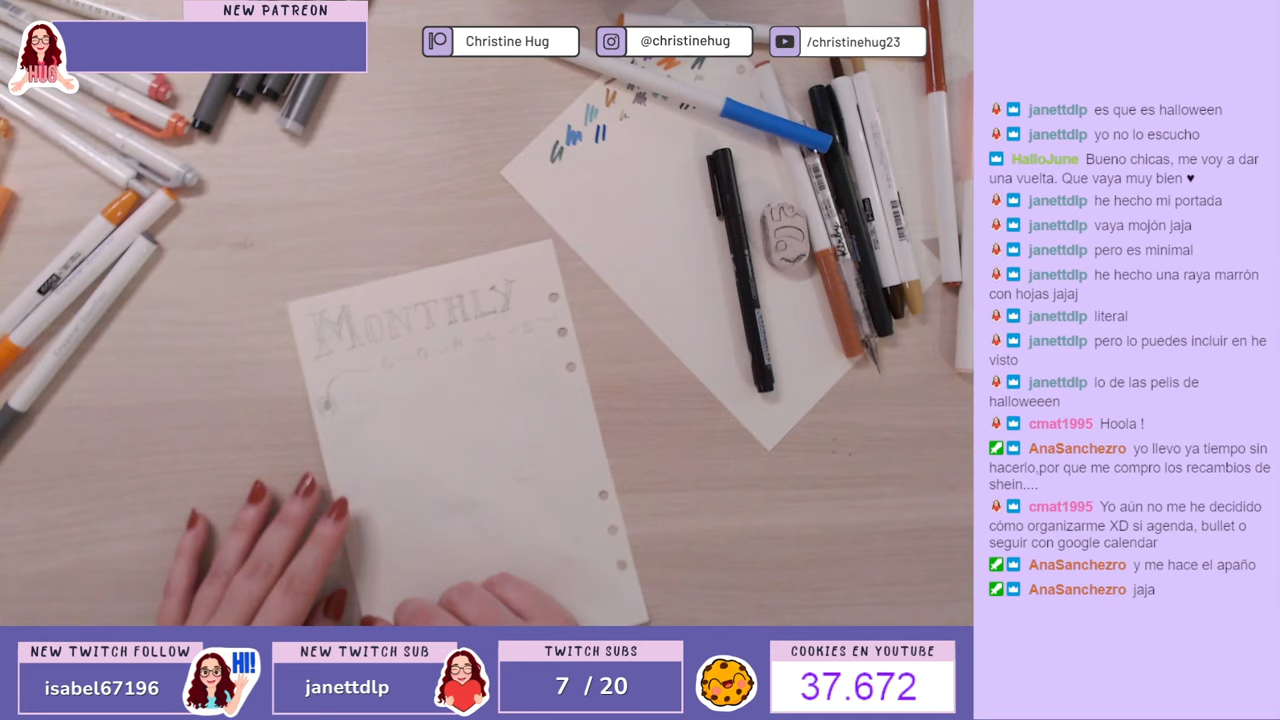 NEW PATREON
HUG
Christine Hug
@christinehug
/christinehug23
MONTHLY
GOALS
janettdlp es que es halloween
janettdlp yo no lo escucho
HalloJune Bueno chicas, me voy a dar
una vuelta. Que vaya muy bien ♥
janettdlp he hecho mi portada
janettdlp vaya mojón jaja
janettdlp pero es minimal
janettdlp he hecho una raya marrón
con hojas jajaj
janettdlp literal
janettdlp pero lo puedes incluir en he
visto
janettdlp lo de las pelis de
halloweeen
cmat1995 Hoola !
AnaSanchezro yo llevo ya tiempo sin
hacerlo,por que me compro los recambios de
shein....
cmat1995 Yo aún no me he decidido
cómo organizarme XD si agenda, bullet o
seguir con google calendar
AnaSanchezro y me hace el apaño
AnaSanchezro jaja
NEW TWITCH FOLLOW
isabel67196
HI!
NEW TWITCH SUB
janettdlp
TWITCH SUBS
7 / 20
COOKIES EN YOUTUBE
37.672